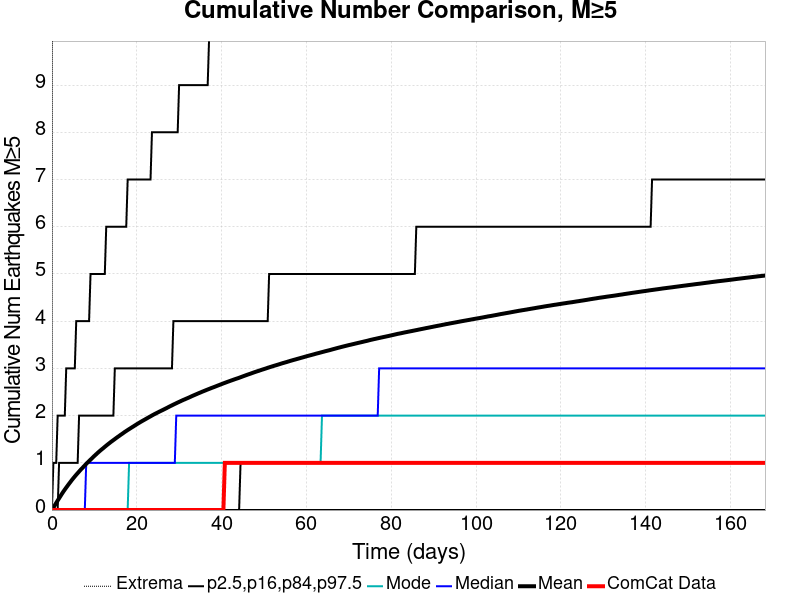 Cumulative Number Comparison, M≥5
Cumulative Num Earthquakes M≥5
9
8
7
6
5
4
3
2
1
0
0 20 40 60 80 100 120 140 160
Time (days)
Extrema p2.5,p16,p84,p97.5 Mode Median Mean ComCat Data